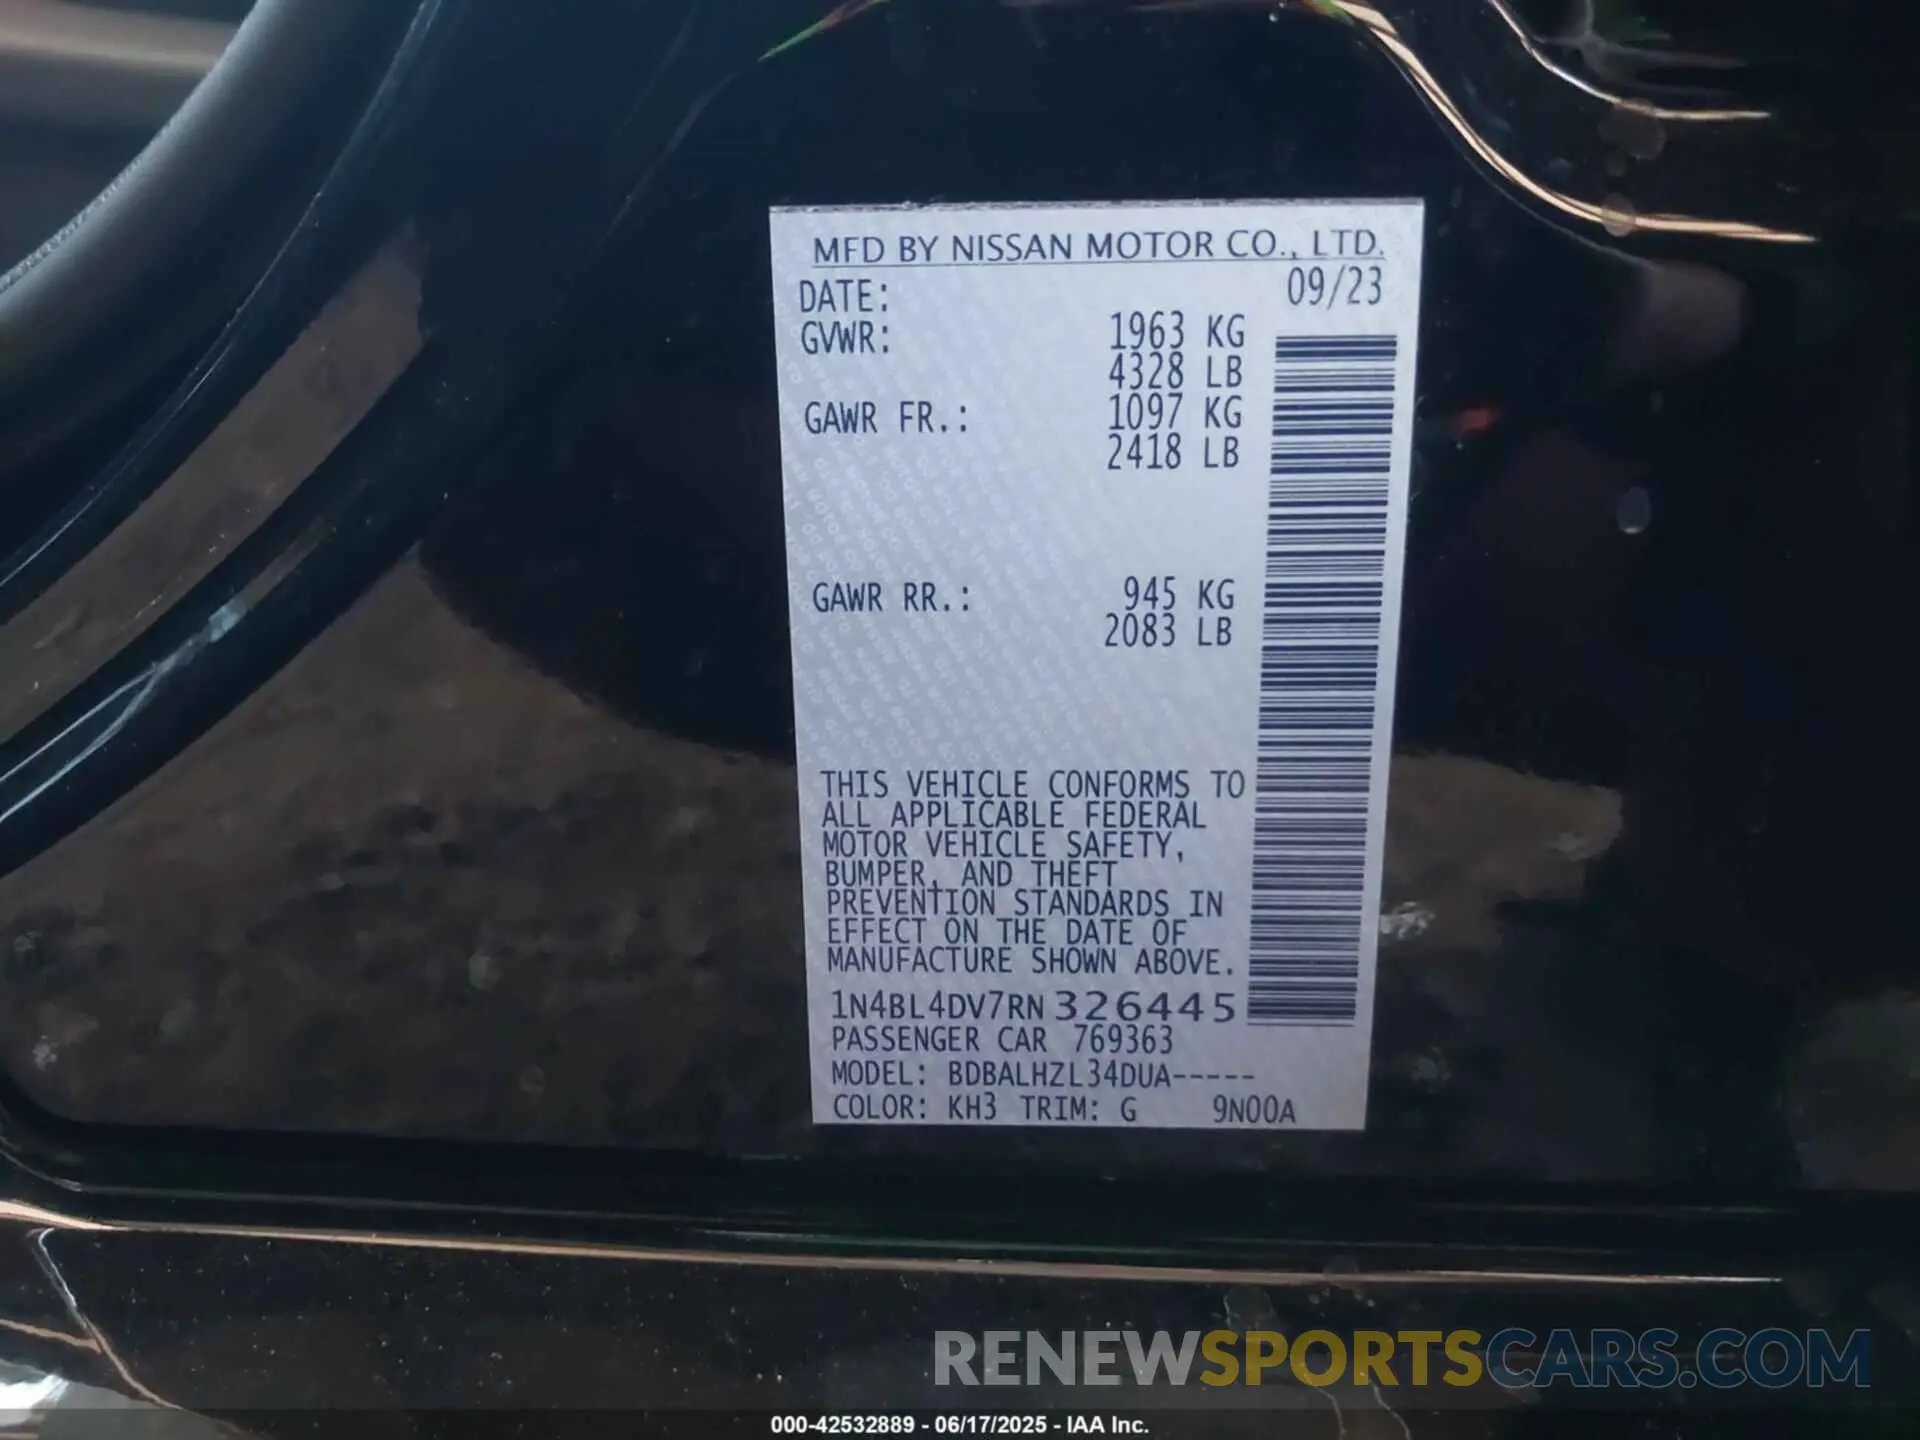 MFD BY NISSAN MOTOR CO., LTD.
DATE: 09/23
GVWR: 1963 KG
4328 LB
GAWR FR.: 1097 KG
2418 LB
GAWR RR.: 945 KG
2083 LB
THIS VEHICLE CONFORMS TO
ALL APPLICABLE FEDERAL
MOTOR VEHICLE SAFETY,
BUMPER, AND THEFT
PREVENTION STANDARDS IN
EFFECT ON THE DATE OF
MANUFACTURE SHOWN ABOVE.
1N4BL4DV7RN326445
PASSENGER CAR 769363
MODEL: BDBALHZL34DUA-----
COLOR: KH3 TRIM: G 9N00A
RENEWSPORTSCARS.COM
000-42532889 - 06/17/2025 - IAA Inc.